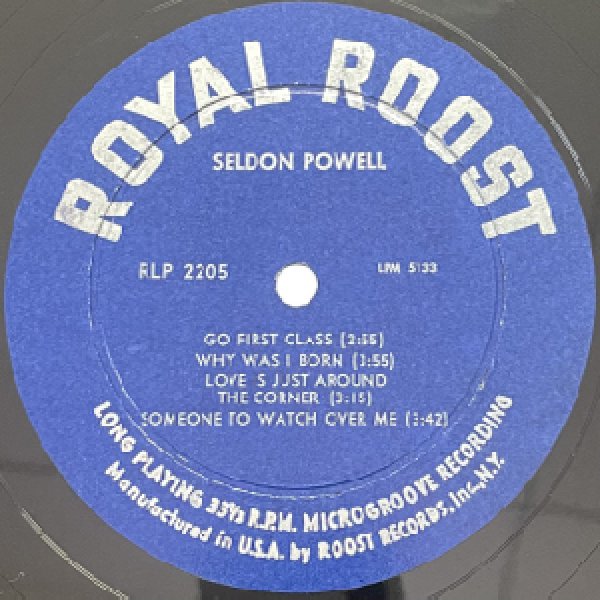 ROYAL ROOST
SELDON POWELL
RLP 2205
LPM 5133
GO FIRST CLASS (3:55)
WHY WAS I BORN (3:55)
LOVE IS JUST AROUND
THE CORNER (3:15)
SOMEONE TO WATCH OVER ME (3:42)
LONG PLAYING 33⅓ R.P.M. MICROGROOVE RECORDING
Manufactured in U.S.A. by ROOST RECORDS, Inc., N.Y.